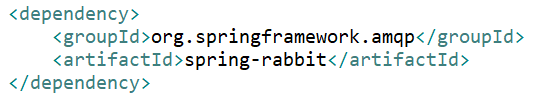 <dependency>
    <groupId>org.springframework.amqp</groupId>
    <artifactId>spring-rabbit</artifactId>
</dependency>